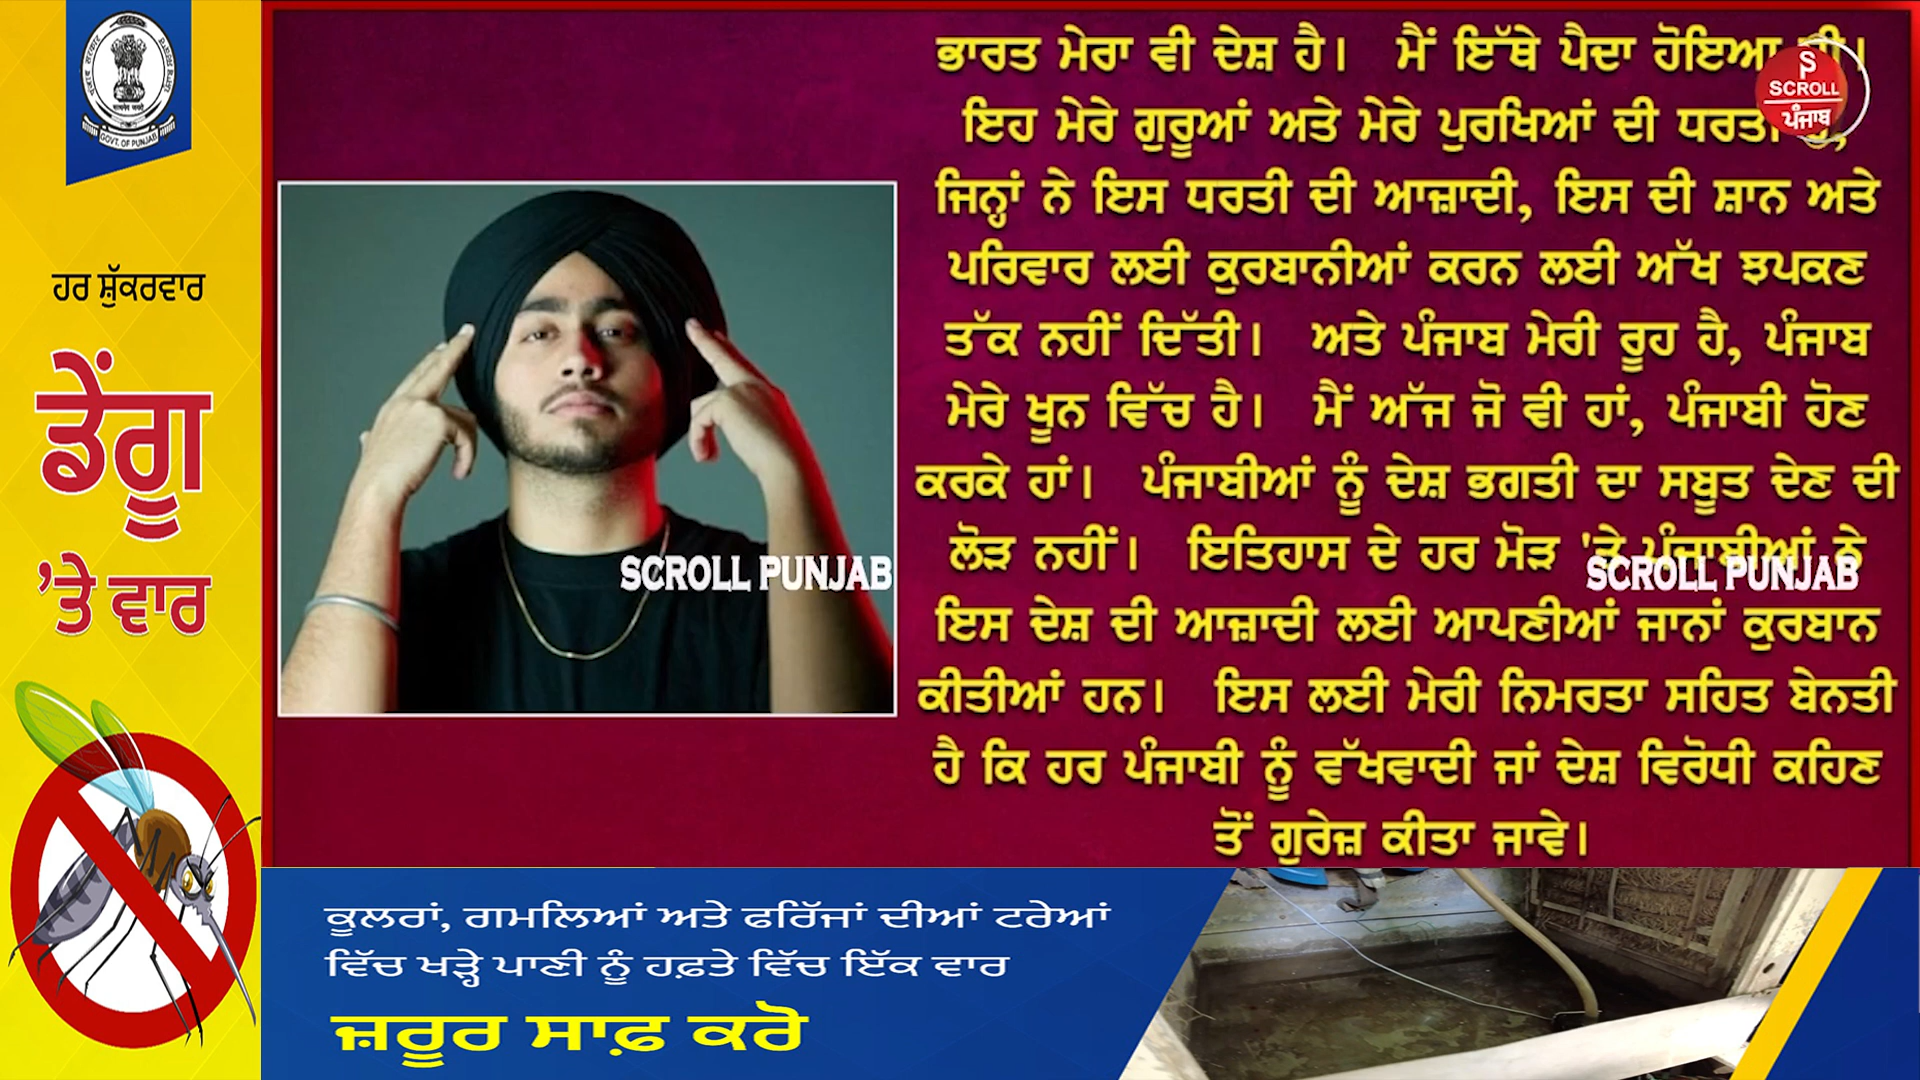 GOVT. OF PUNJAB
ਹਰ ਸ਼ੁੱਕਰਵਾਰ
ਡੇਂਗੂ
'ਤੇ ਵਾਰ
ਭਾਰਤ ਮੇਰਾ ਵੀ ਦੇਸ਼ ਹੈ। ਮੈਂ ਇੱਥੇ ਪੈਦਾ ਹੋਇਆ
ਇਹ ਮੇਰੇ ਗੁਰੂਆਂ ਅਤੇ ਮੇਰੇ ਪੁਰਖਿਆਂ ਦੀ
ਜਿਨ੍ਹਾਂ ਨੇ ਇਸ ਧਰਤੀ ਦੀ ਆਜ਼ਾਦੀ, ਇਸ ਦੀ ਸ਼ਾਨ ਅਤੇ
ਪਰਿਵਾਰ ਲਈ ਕੁਰਬਾਨੀਆਂ ਕਰਨ ਲਈ ਅੱਖ ਝਪਕਣ
ਤੱਕ ਨਹੀਂ ਦਿੱਤੀ। ਅਤੇ ਪੰਜਾਬ ਮੇਰੀ ਰੂਹ ਹੈ, ਪੰਜਾਬ
ਮੇਰੇ ਖੂਨ ਵਿੱਚ ਹੈ। ਮੈਂ ਅੱਜ ਜੋ ਵੀ ਹਾਂ, ਪੰਜਾਬੀ ਹੋਣ
ਕਰਕੇ ਹਾਂ। ਪੰਜਾਬੀਆਂ ਨੂੰ ਦੇਸ਼ ਭਗਤੀ ਦਾ ਸਬੂਤ ਦੇਣ ਦੀ
ਲੋੜ ਨਹੀਂ। ਇਤਿਹਾਸ ਦੇ ਹਰ ਮੋੜ 'ਤੇ ਪੰਜਾਬੀਆਂ ਨੇ
ਇਸ ਦੇਸ਼ ਦੀ ਆਜ਼ਾਦੀ ਲਈ ਆਪਣੀਆਂ ਜਾਨਾਂ ਕੁਰਬਾਨ
ਕੀਤੀਆਂ ਹਨ। ਇਸ ਲਈ ਮੇਰੀ ਨਿਮਰਤਾ ਸਹਿਤ ਬੇਨਤੀ
ਹੈ ਕਿ ਹਰ ਪੰਜਾਬੀ ਨੂੰ ਵੱਖਵਾਦੀ ਜਾਂ ਦੇਸ਼ ਵਿਰੋਧੀ ਕਹਿਣ
ਤੋਂ ਗੁਰੇਜ਼ ਕੀਤਾ ਜਾਵੇ।
SP
SCROLL
ਪੰਜਾਬ
SCROLL PUNJAB
SCROLL PUNJAB
ਕੂਲਰਾਂ, ਗਮਲਿਆਂ ਅਤੇ ਫਰਿੱਜਾਂ ਦੀਆਂ ਟਰੇਆਂ
ਵਿੱਚ ਖੜ੍ਹੇ ਪਾਣੀ ਨੂੰ ਹਫ਼ਤੇ ਵਿੱਚ ਇੱਕ ਵਾਰ
ਜ਼ਰੂਰ ਸਾਫ਼ ਕਰੋ